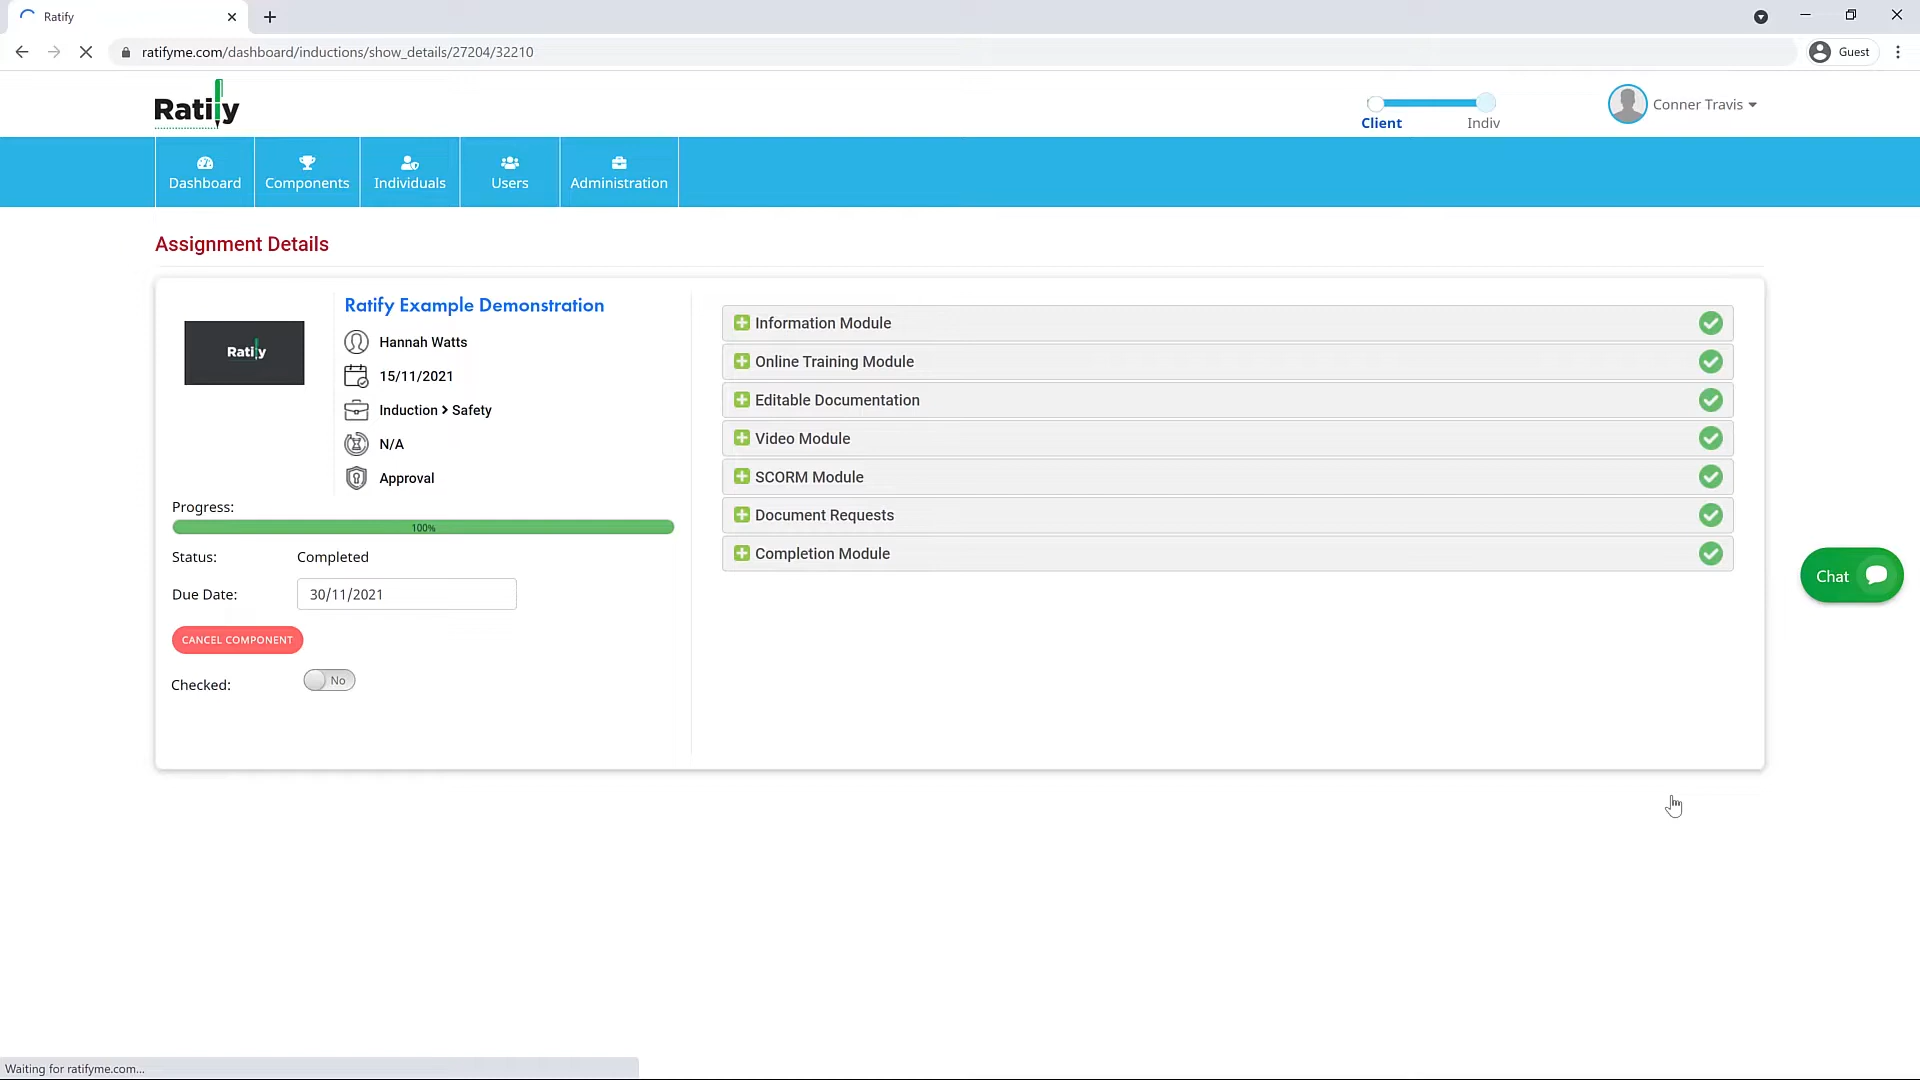 Ratify
ratifyme.com/dashboard/inductions/show_details/27204/32210
Guest
Ratify
Client
Indiv
Conner Travis
Dashboard
Components
Individuals
Users
Administration
Assignment Details
Ratify
Ratify Example Demonstration
Hannah Watts
15/11/2021
Induction > Safety
N/A
Approval
Progress:
100%
Status: Completed
Due Date: 30/11/2021
CANCEL COMPONENT
Checked: No
Information Module
Online Training Module
Editable Documentation
Video Module
SCORM Module
Document Requests
Completion Module
Chat
Waiting for ratifyme.com...